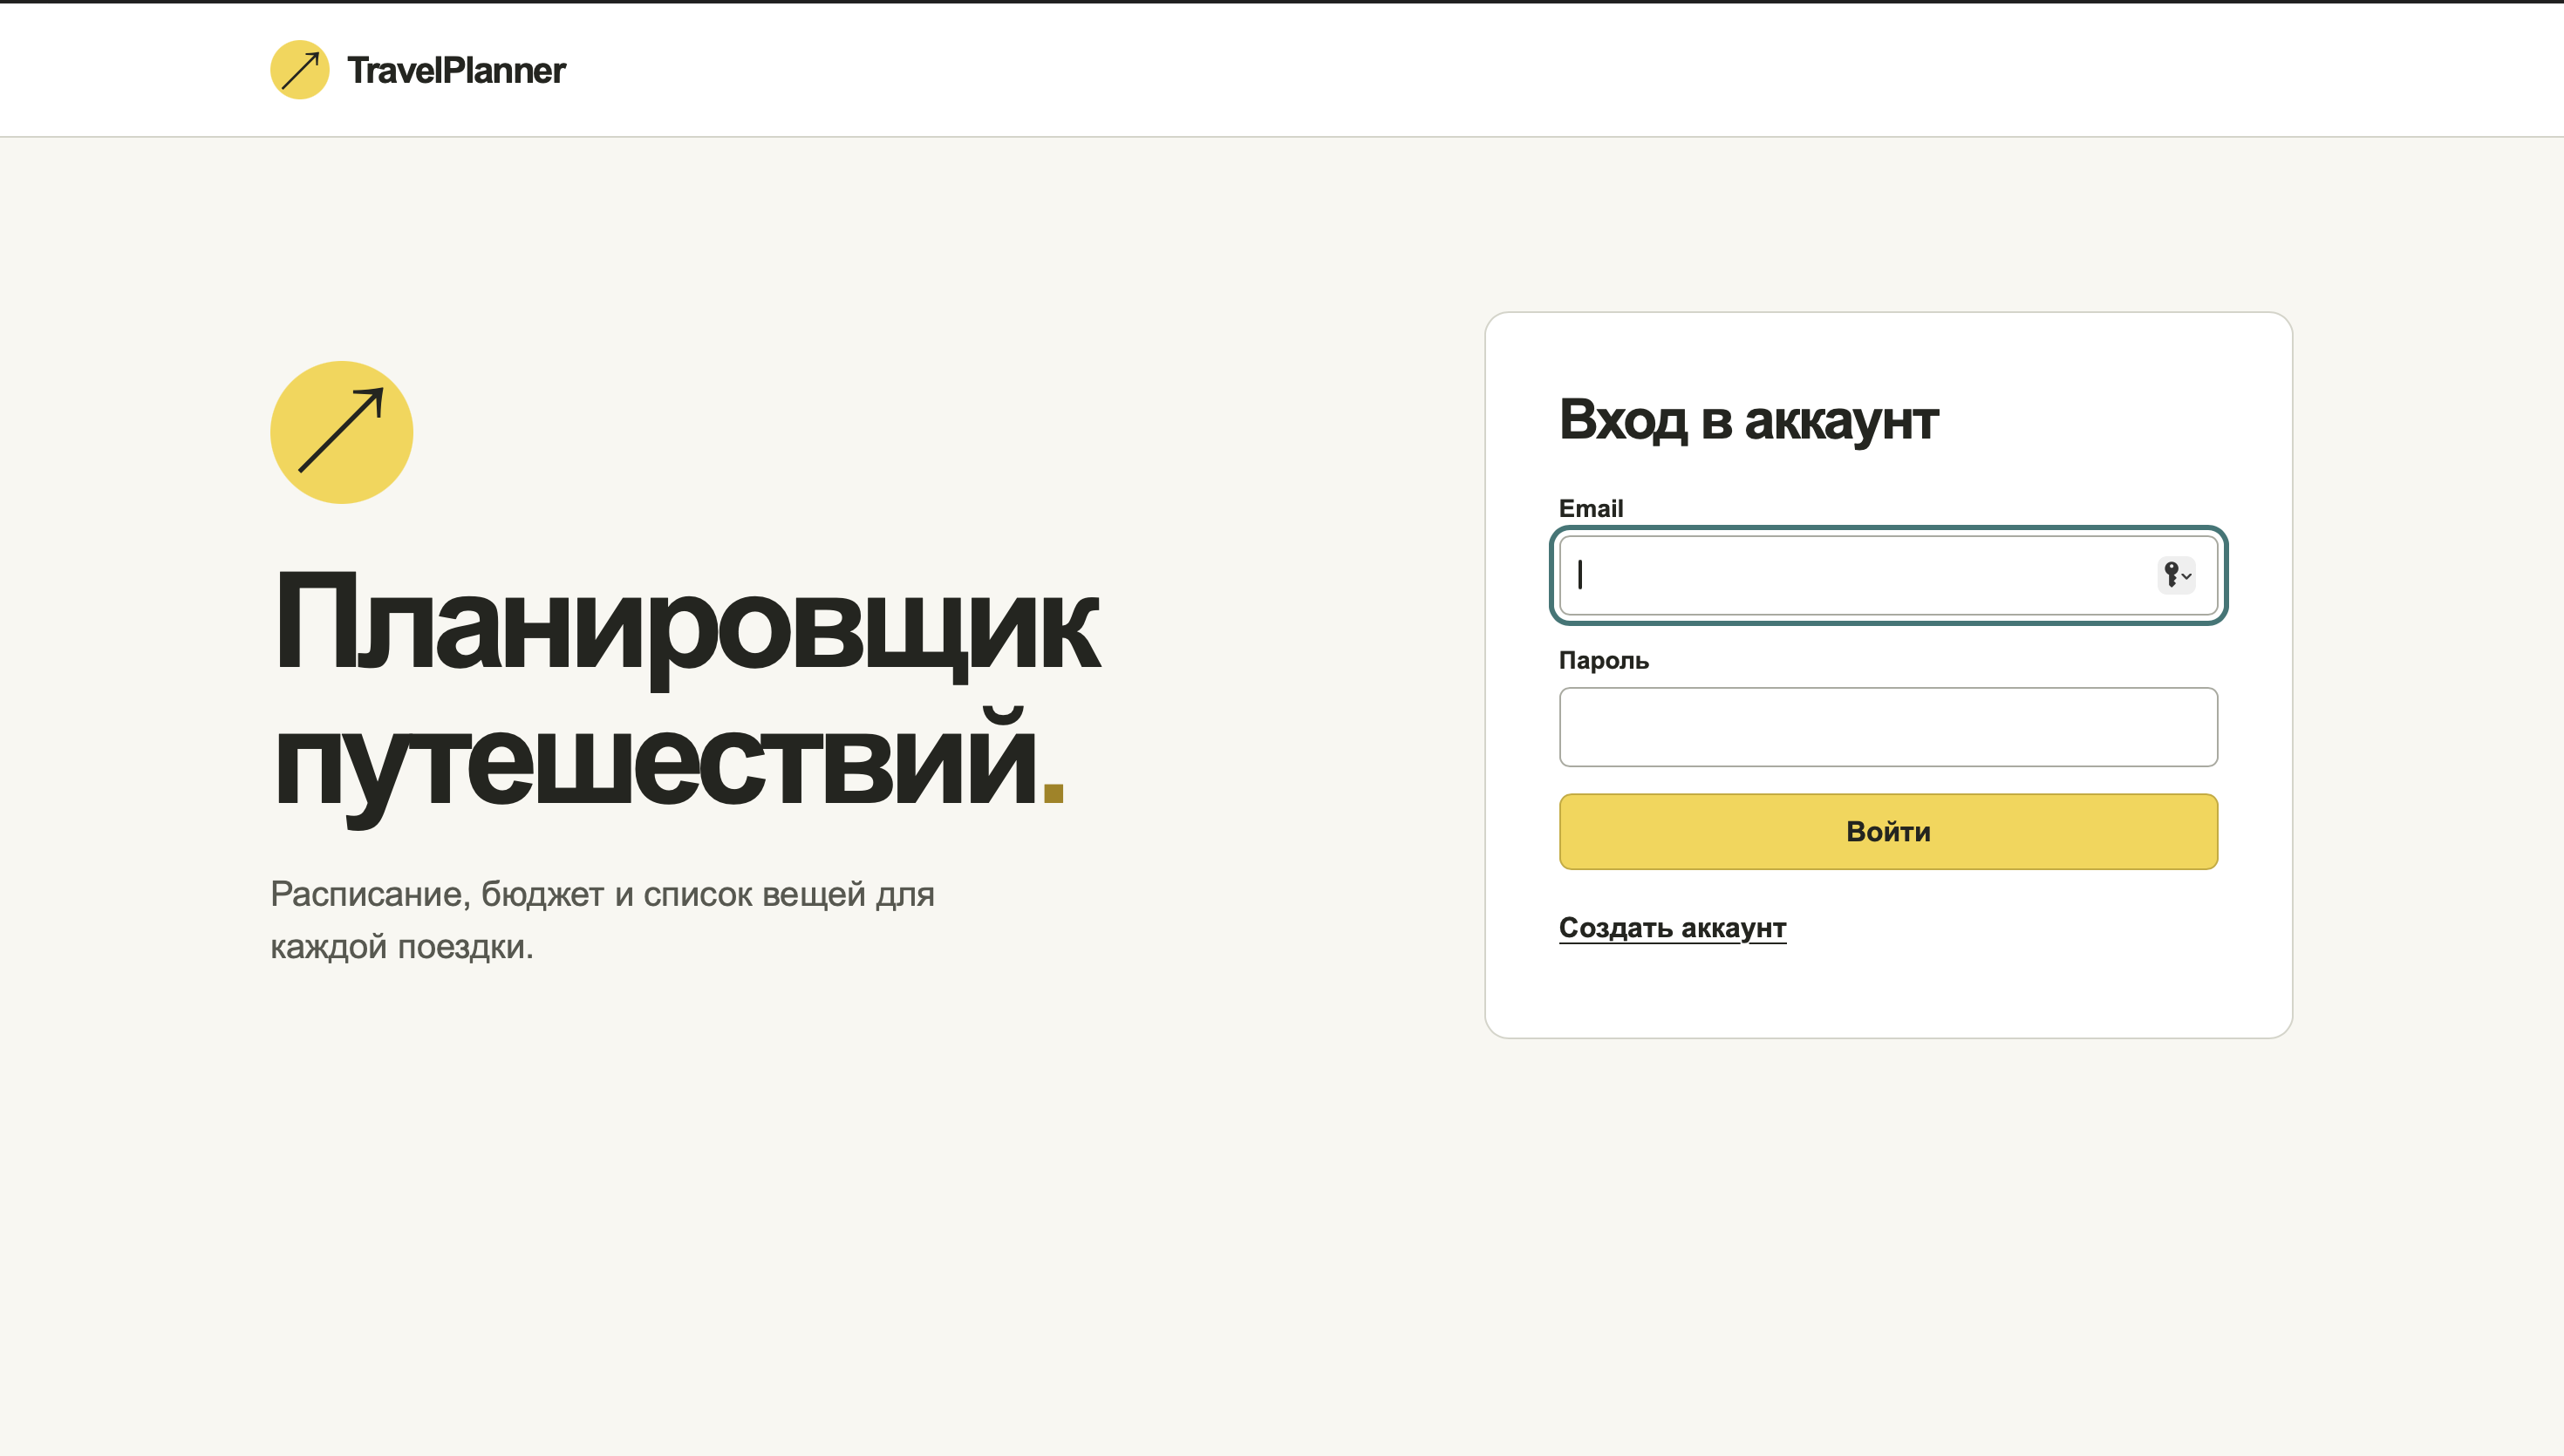 TravelPlanner
Планировщик
путешествий.
Расписание, бюджет и список вещей для
каждой поездки.
Вход в аккаунт
Email
Пароль
Войти
Создать аккаунт